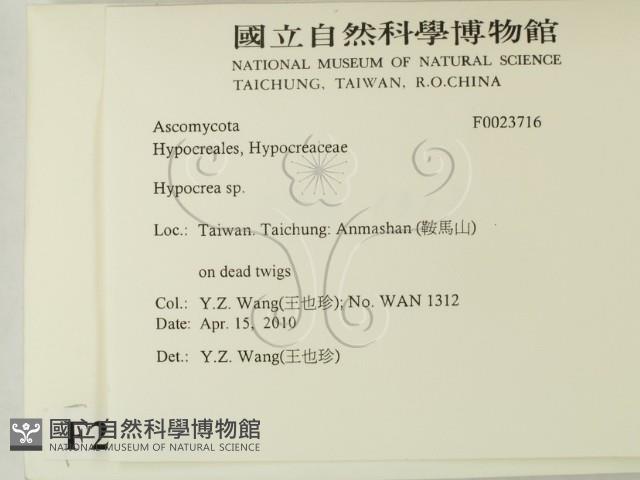 國立自然科學博物館
NATIONAL MUSEUM OF NATURAL SCIENCE
TAICHUNG, TAIWAN, R.O.CHINA
Ascomycota F0023716
Hypocreales, Hypocreaceae
Hypocrea sp.
Loc.: Taiwan. Taichung: Anmashan (鞍馬山)
on dead twigs
Col.: Y.Z. Wang(王也珍); No. WAN 1312
Date: Apr. 15, 2010
Det.: Y.Z. Wang(王也珍)
F2
國立自然科學博物館
NATIONAL MUSEUM OF NATURAL SCIENCE